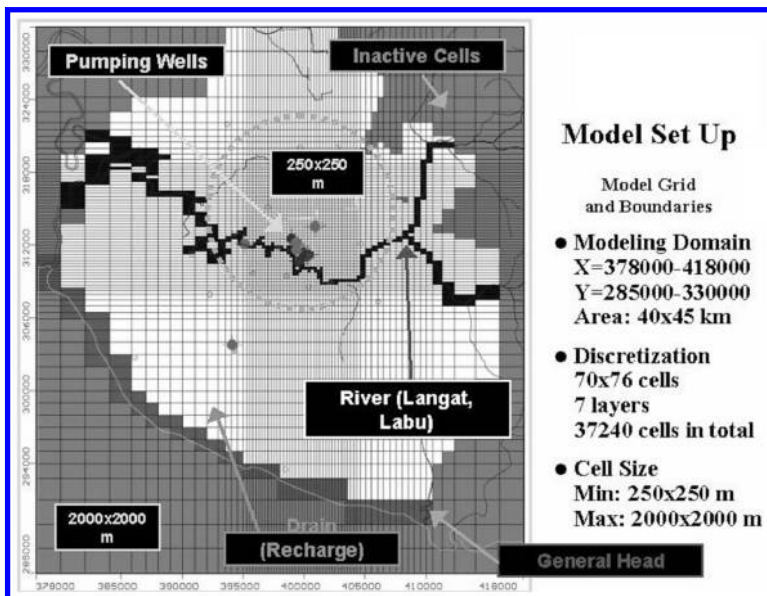 Pumping Wells
Inactive Cells
250x250
m
River (Langat,
Labu)
2000x2000
m
Drain
(Recharge)
General Head
330000
324000
318000
312000
306000
300000
294000
285000
378000
385000
390000
395000
400000
405000
410000
418000
Model Set Up
Model Grid
and Boundaries
● Modeling Domain
X=378000-418000
Y=285000-330000
Area: 40x45 km
● Discretization
70x76 cells
7 layers
37240 cells in total
● Cell Size
Min: 250x250 m
Max: 2000x2000 m